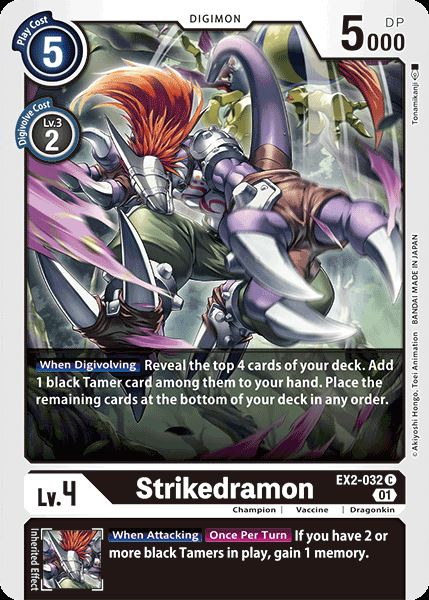 DIGIMON
Play Cost
5
DP
5000
Digivolve Cost
Lv.3
2
Tonamikanji
BANDAI MADE IN JAPAN
©Akiyoshi Hongo, Toei Animation
When Digivolving Reveal the top 4 cards of your deck. Add
1 black Tamer card among them to your hand. Place the
remaining cards at the bottom of your deck in any order.
Lv.4
Strikedramon
EX2-032 C
01
Champion | Vaccine | Dragonkin
Inherited Effect
When Attacking Once Per Turn If you have 2 or
more black Tamers in play, gain 1 memory.